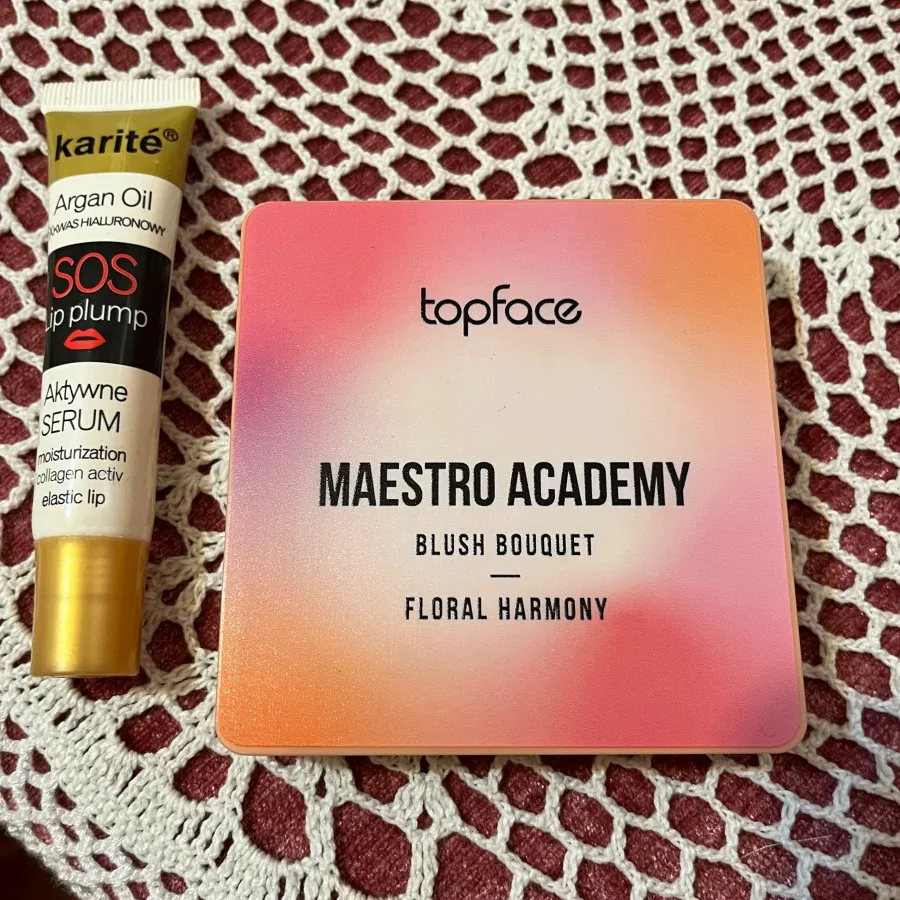 karité®
Argan Oil
KWAS HIALURONOWY
SOS
Lip plump
Aktywne
SERUM
moisturization
collagen activ
elastic lip
topface
MAESTRO ACADEMY
BLUSH BOUQUET
FLORAL HARMONY